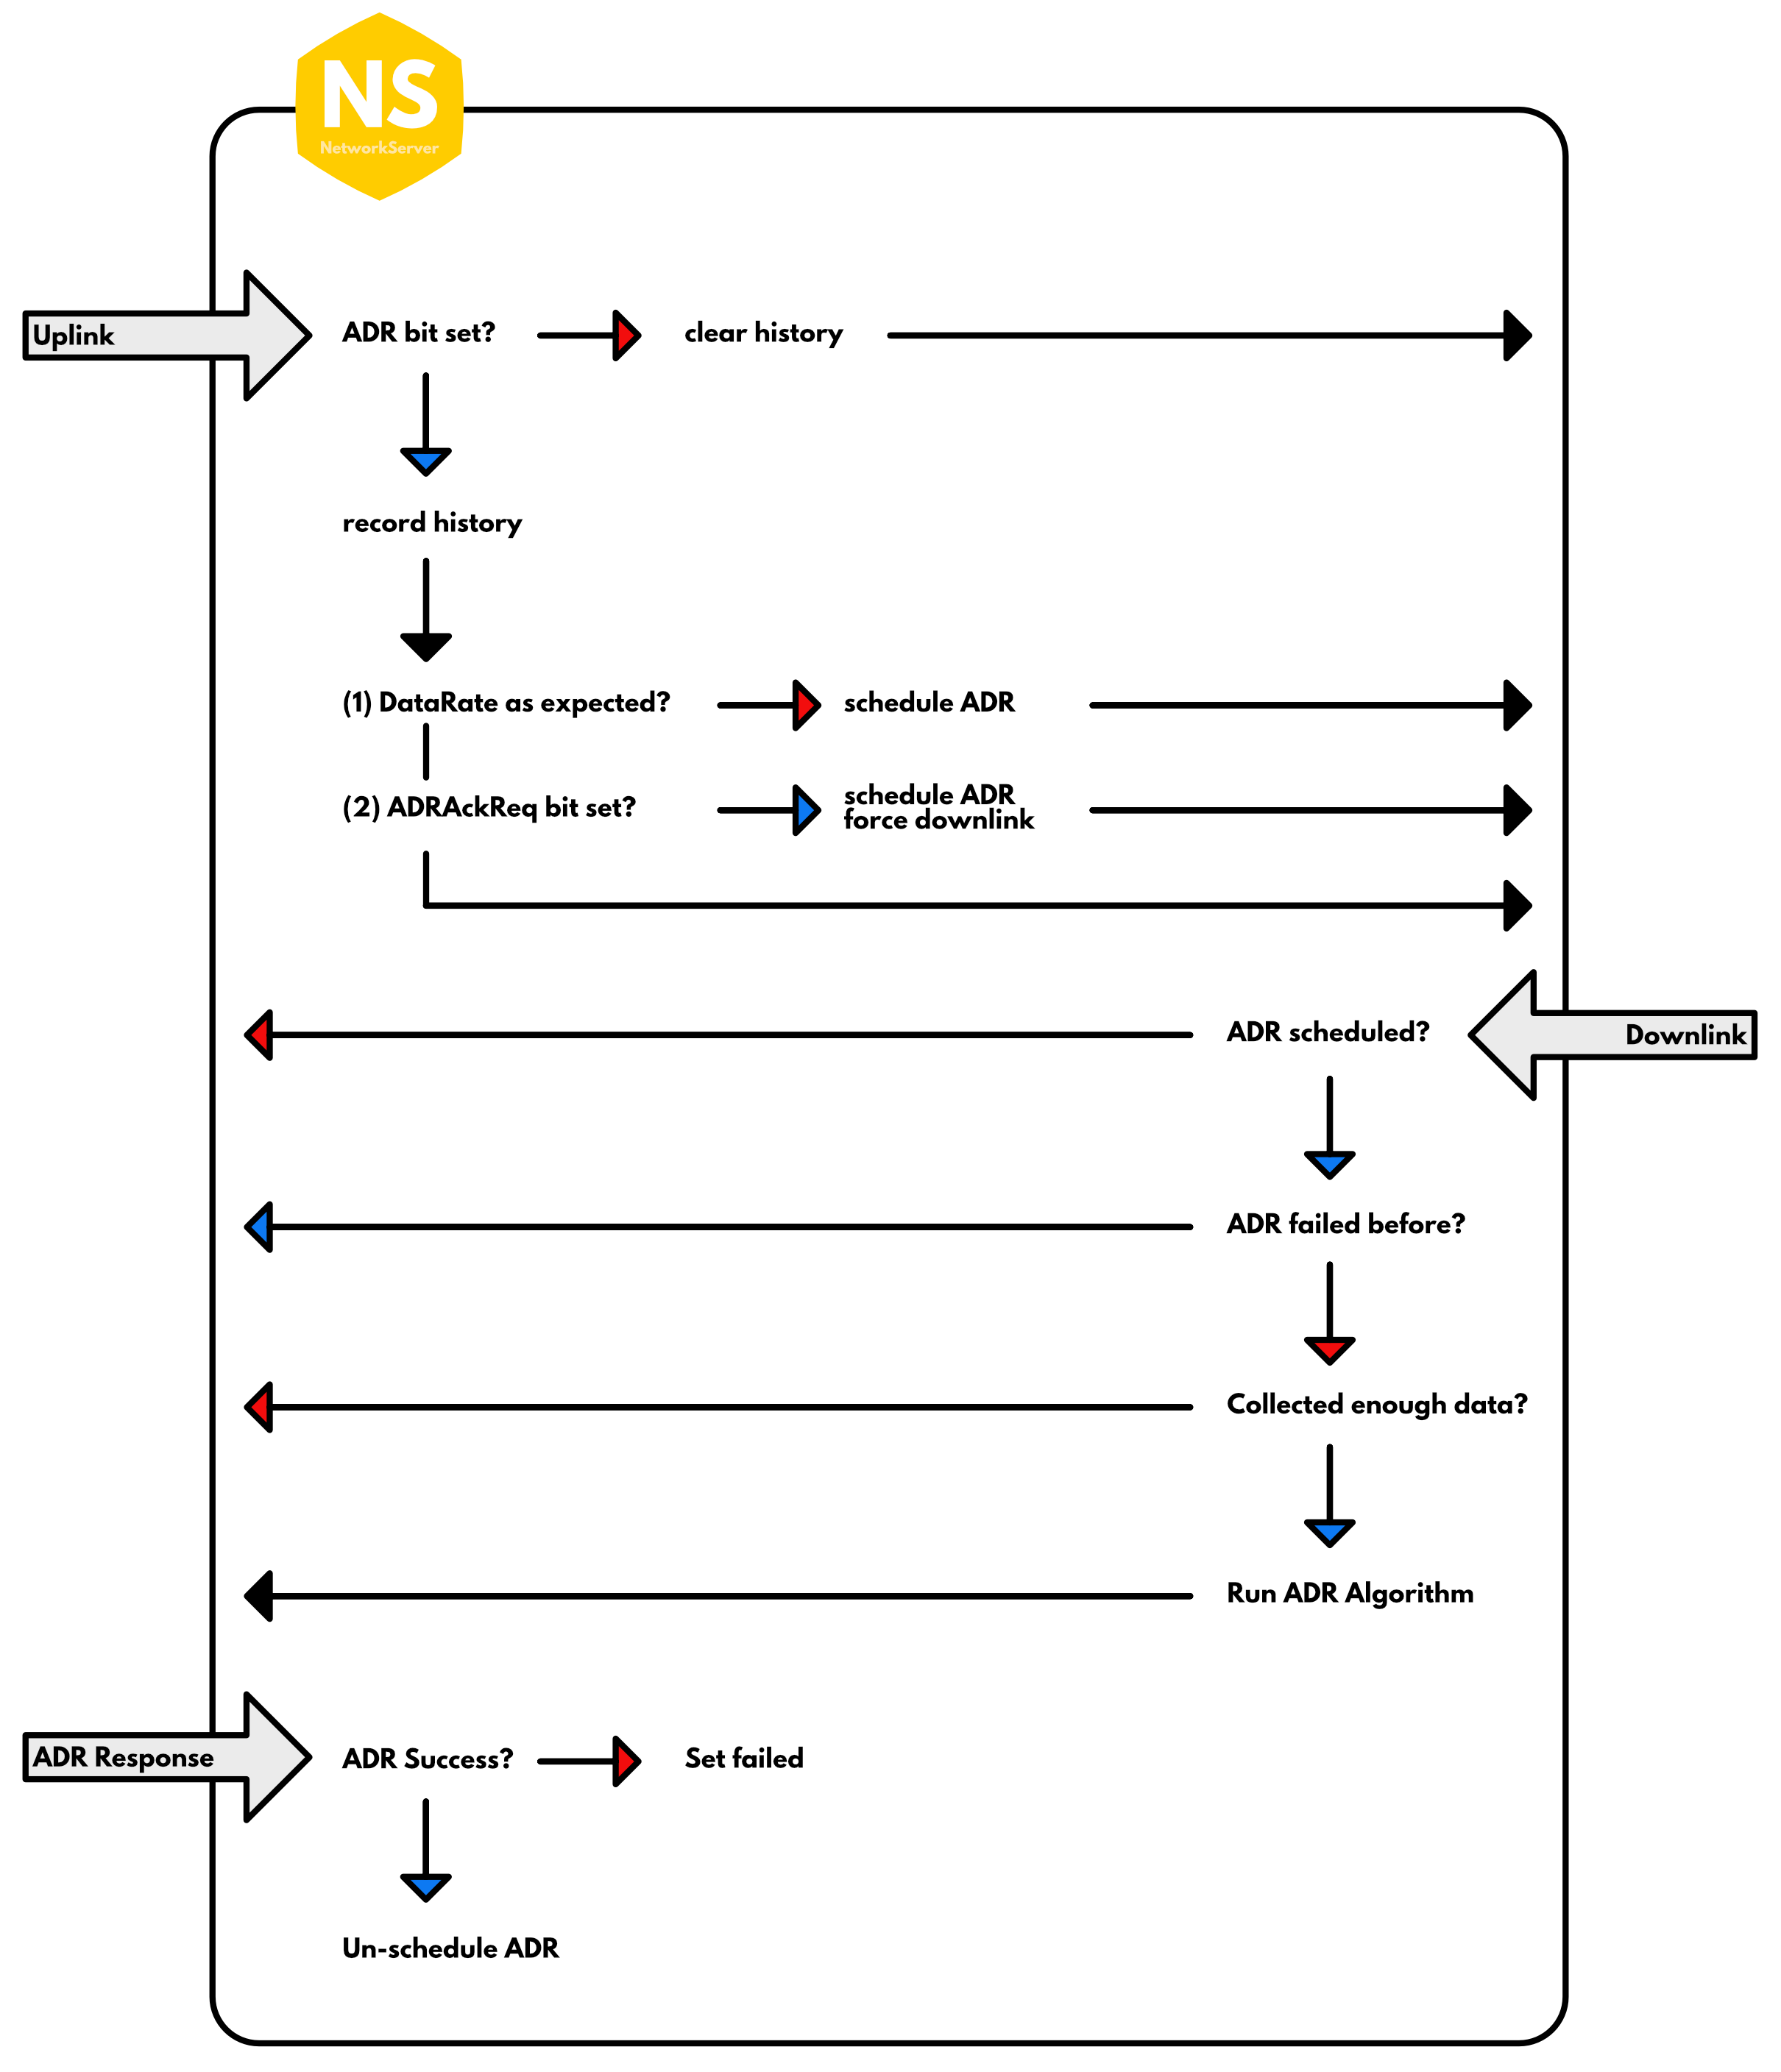 NS
NetworkServer
Uplink
ADR bit set?
clear history
record history
(1) DataRate as expected?
schedule ADR
(2) ADRAckReq bit set?
schedule ADR
force downlink
ADR scheduled?
Downlink
ADR failed before?
Collected enough data?
Run ADR Algorithm
ADR Response
ADR Success?
Set failed
Un-schedule ADR